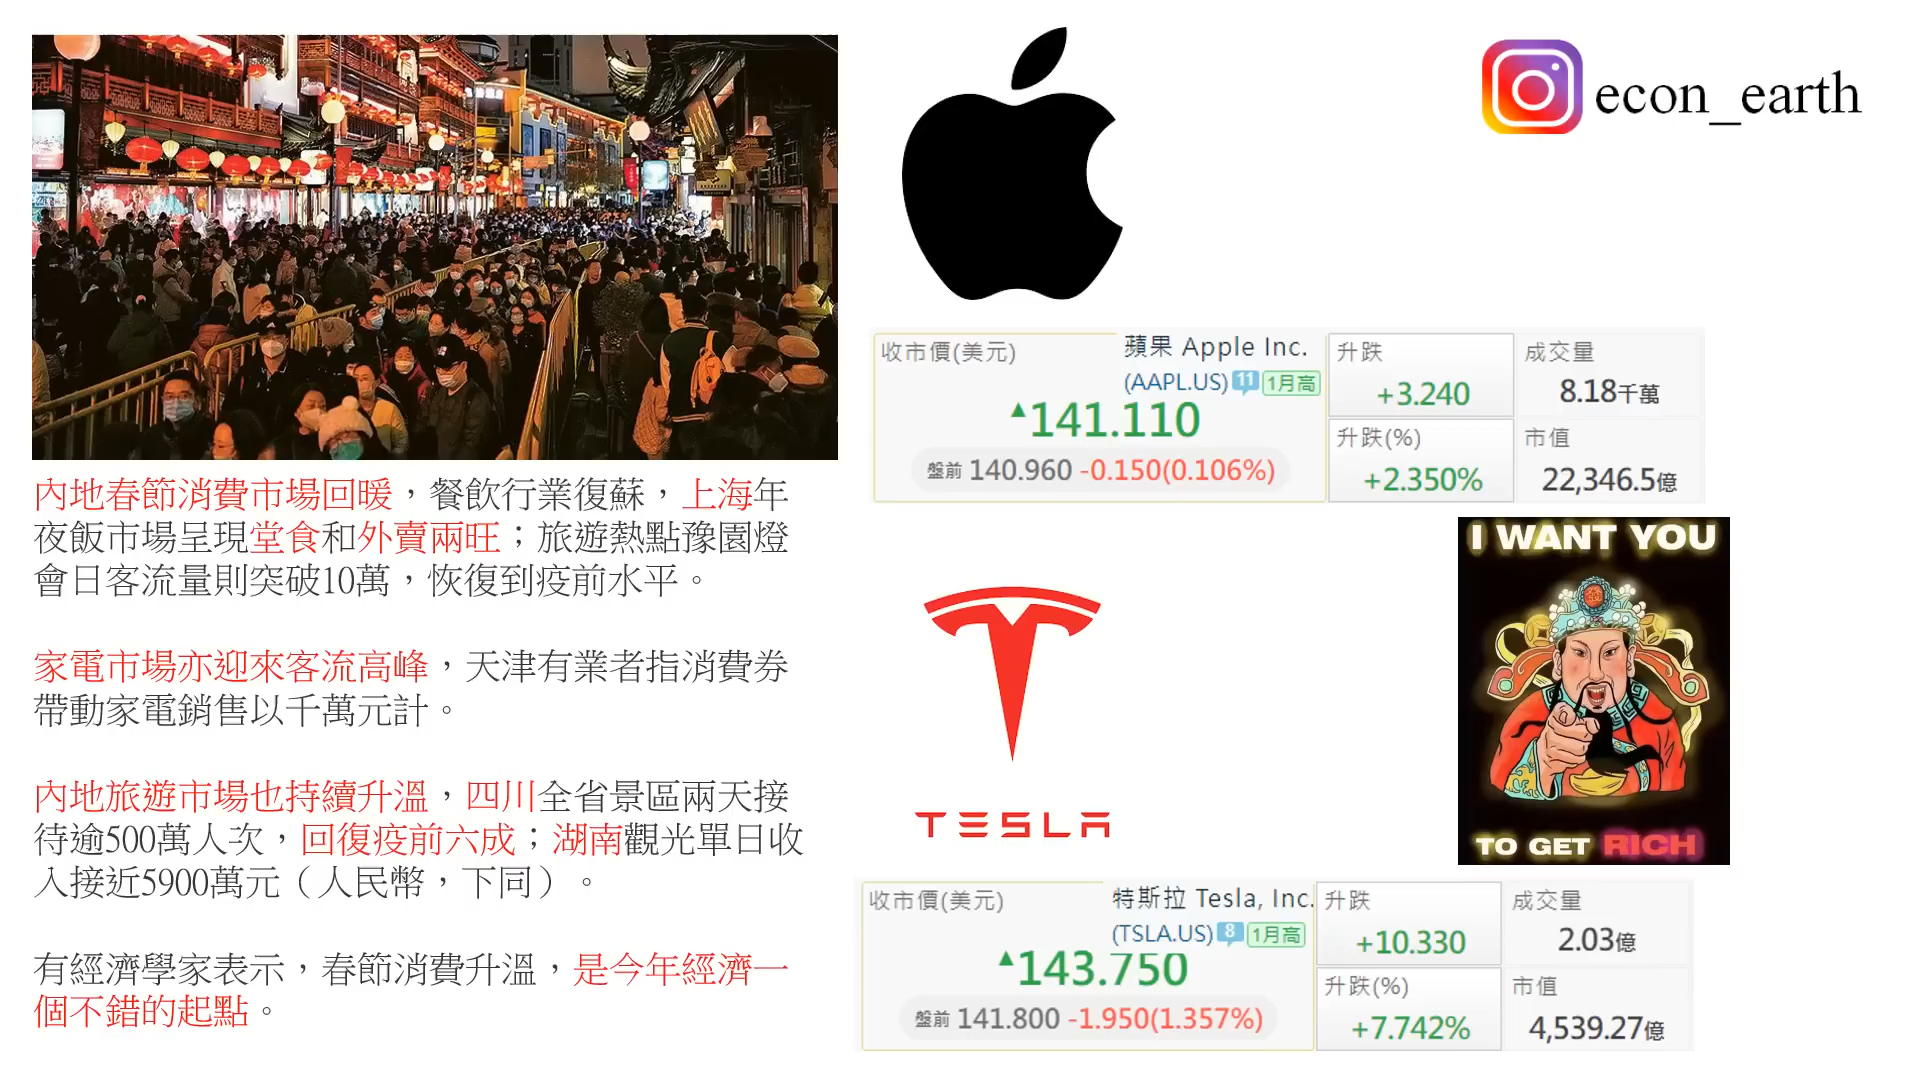 econ_earth
內地春節消費市場回暖，餐飲行業復蘇，上海年
夜飯市場呈現堂食和外賣兩旺；旅遊熱點豫園燈
會日客流量則突破10萬，恢復到疫前水平。
家電市場亦迎來客流高峰，天津有業者指消費券
帶動家電銷售以千萬元計。
內地旅遊市場也持續升溫，四川全省景區兩天接
待逾500萬人次，回復疫前六成；湖南觀光單日收
入接近5900萬元（人民幣，下同）。
有經濟學家表示，春節消費升溫，是今年經濟一
個不錯的起點。
收市價(美元)
蘋果 Apple Inc.
(AAPL.US) 11 1月高
▲141.110
盤前 140.960 -0.150(0.106%)
升跌
+3.240
升跌(%)
+2.350%
成交量
8.18千萬
市值
22,346.5億
I WANT YOU
TO GET RICH
TESLA
收市價(美元)
特斯拉 Tesla, Inc.
(TSLA.US) 8 1月高
▲143.750
盤前 141.800 -1.950(1.357%)
升跌
+10.330
升跌(%)
+7.742%
成交量
2.03億
市值
4,539.27億